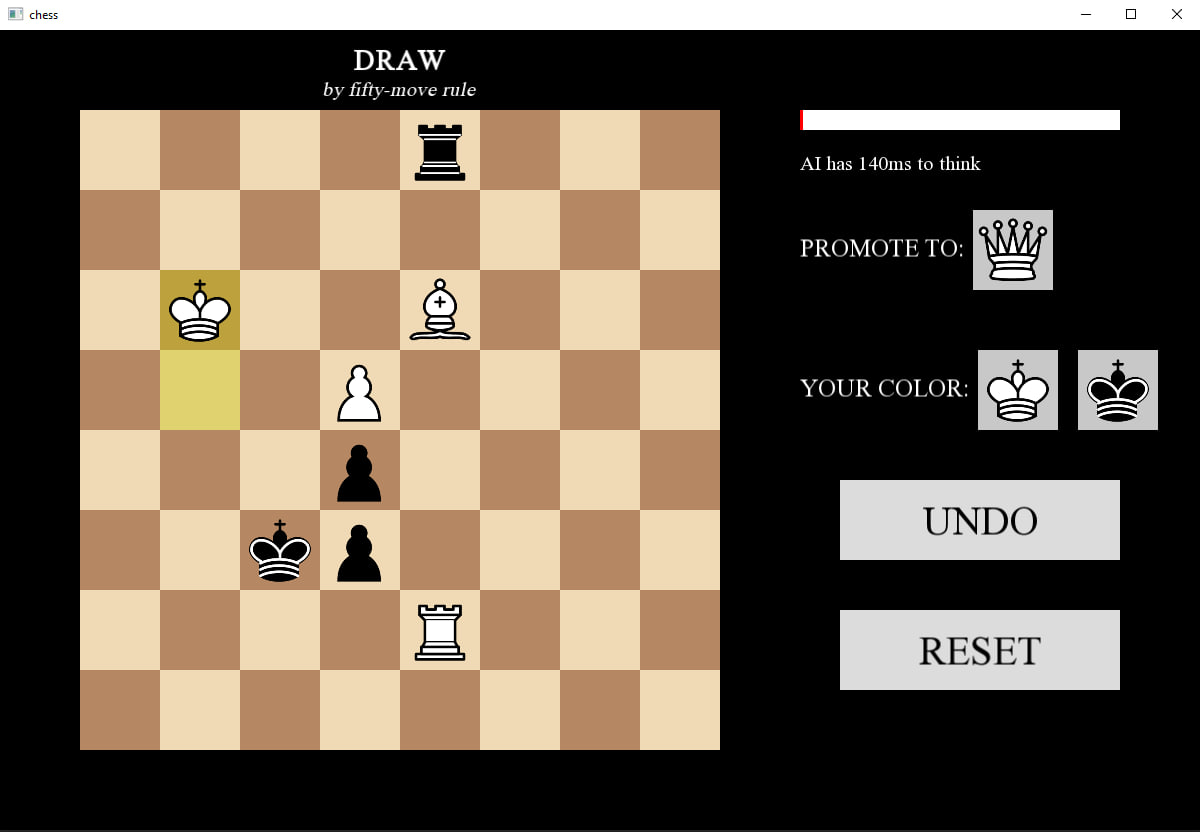 chess
DRAW
by fifty-move rule
AI has 140ms to think
PROMOTE TO:
YOUR COLOR:
UNDO
RESET